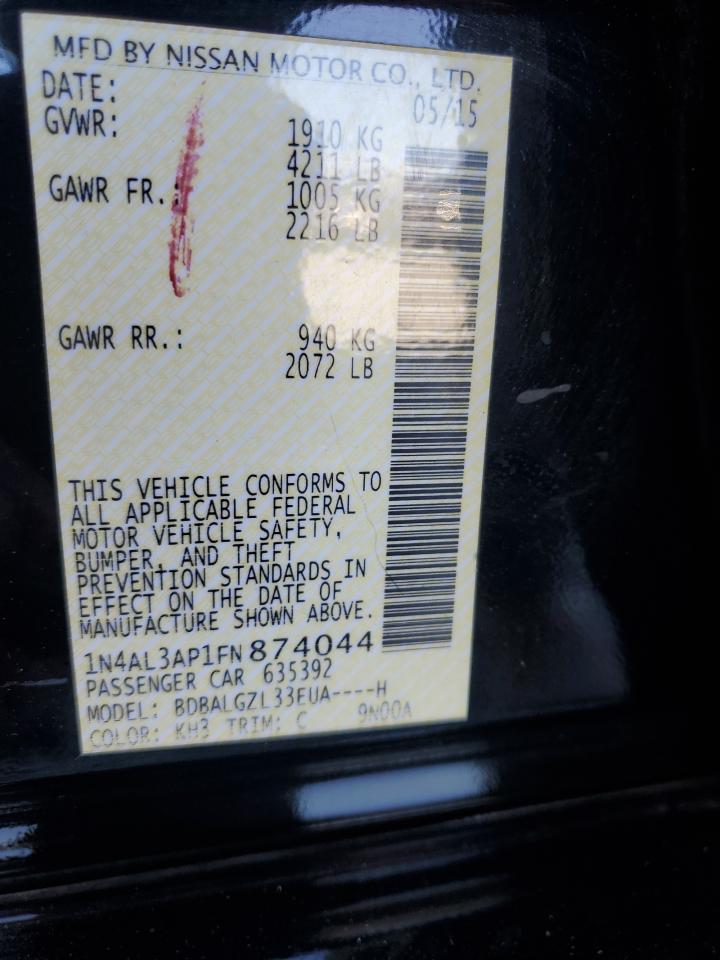 MFD BY NISSAN MOTOR CO., LTD.
DATE: 05/15
GVWR: 1910 KG
4211 LB
GAWR FR.: 1005 KG
2216 LB
GAWR RR.: 940 KG
2072 LB
THIS VEHICLE CONFORMS TO
ALL APPLICABLE FEDERAL
MOTOR VEHICLE SAFETY,
BUMPER, AND THEFT
PREVENTION STANDARDS IN
EFFECT ON THE DATE OF
MANUFACTURE SHOWN ABOVE.
1N4AL3AP1FN874044
PASSENGER CAR 635392
MODEL: BDBALGZL33EUA----H
COLOR: KH3 TRIM: C 9N00A